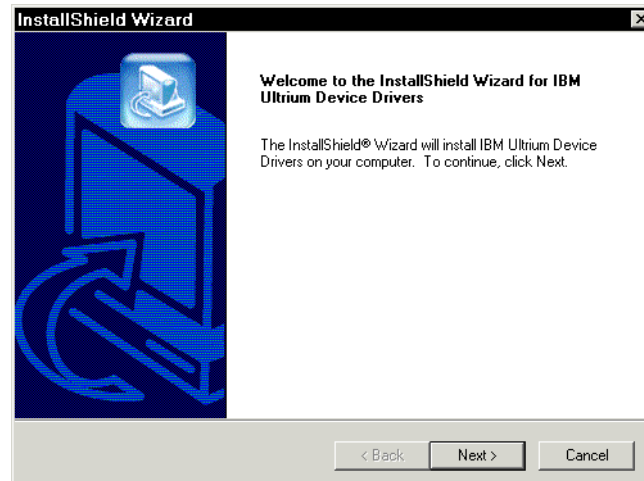 InstallShield Wizard
Welcome to the InstallShield Wizard for IBM
Ultrium Device Drivers
The InstallShield® Wizard will install IBM Ultrium Device
Drivers on your computer.  To continue, click Next.
< Back
Next >
Cancel